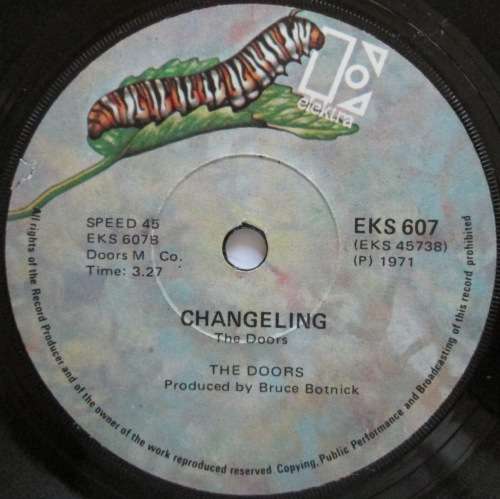 elektra
SPEED 45
EKS 607B
Doors M Co.
Time: 3.27
EKS 607
(EKS 45738)
(P) 1971
CHANGELING
The Doors
THE DOORS
Produced by Bruce Botnick
All rights of the Record Producer and of the owner of the work reproduced reserved Copying, Public Performance and Broadcasting of this record prohibited